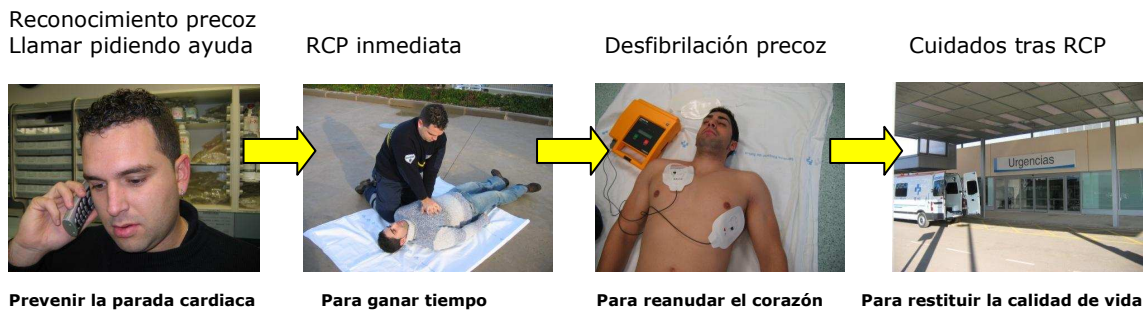 Reconocimiento precoz
Llamar pidiendo ayuda
RCP inmediata
Desfibrilación precoz
Cuidados tras RCP
Urgencias
Prevenir la parada cardiaca
Para ganar tiempo
Para reanudar el corazón
Para restituir la calidad de vida